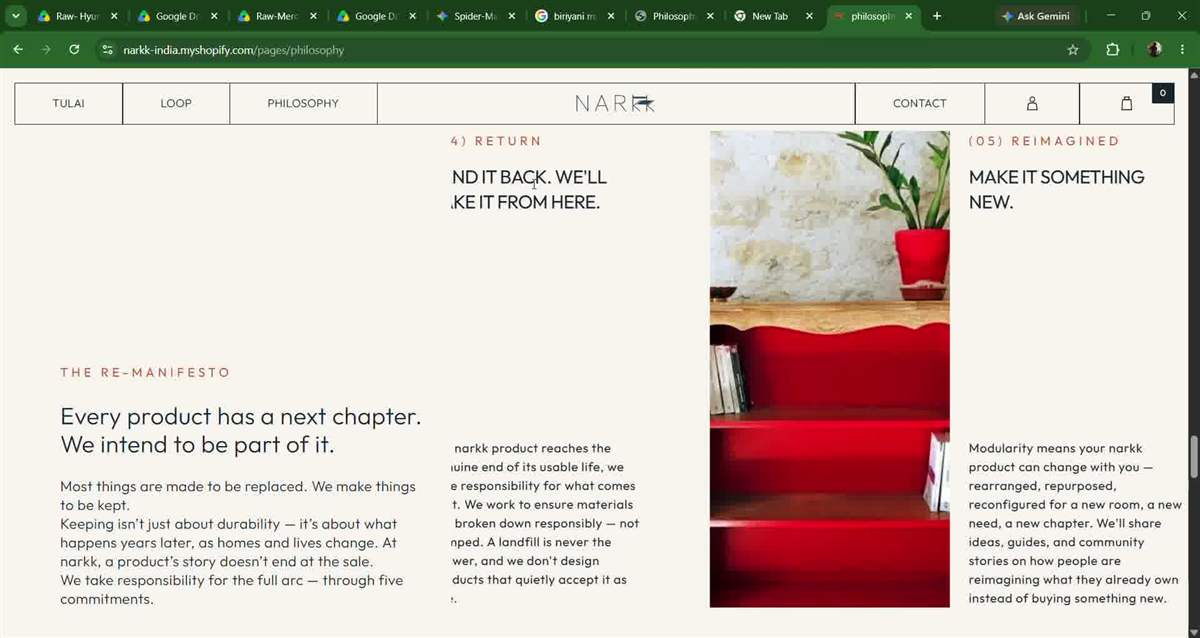 Raw- Hyu
Google Dr
Raw-Merc
Google Dr
Spider-Ma
biriyani m
Philosoph
New Tab
philosoph
Ask Gemini
narkk-india.myshopify.com/pages/philosophy
TULAI
LOOP
PHILOSOPHY
NARKK
CONTACT
0
THE RE-MANIFESTO
Every product has a next chapter.
We intend to be part of it.
Most things are made to be replaced. We make things
to be kept.
Keeping isn't just about durability — it's about what
happens years later, as homes and lives change. At
narkk, a product's story doesn't end at the sale.
We take responsibility for the full arc — through five
commitments.
4) RETURN
ND IT BACK. WE'LL
AKE IT FROM HERE.
narkk product reaches the
uine end of its usable life, we
e responsibility for what comes
t. We work to ensure materials
broken down responsibly — not
nped. A landfill is never the
wer, and we don't design
ducts that quietly accept it as
e.
(05) REIMAGINED
MAKE IT SOMETHING
NEW.
Modularity means your narkk
product can change with you —
rearranged, repurposed,
reconfigured for a new room, a new
need, a new chapter. We'll share
ideas, guides, and community
stories on how people are
reimagining what they already own
instead of buying something new.